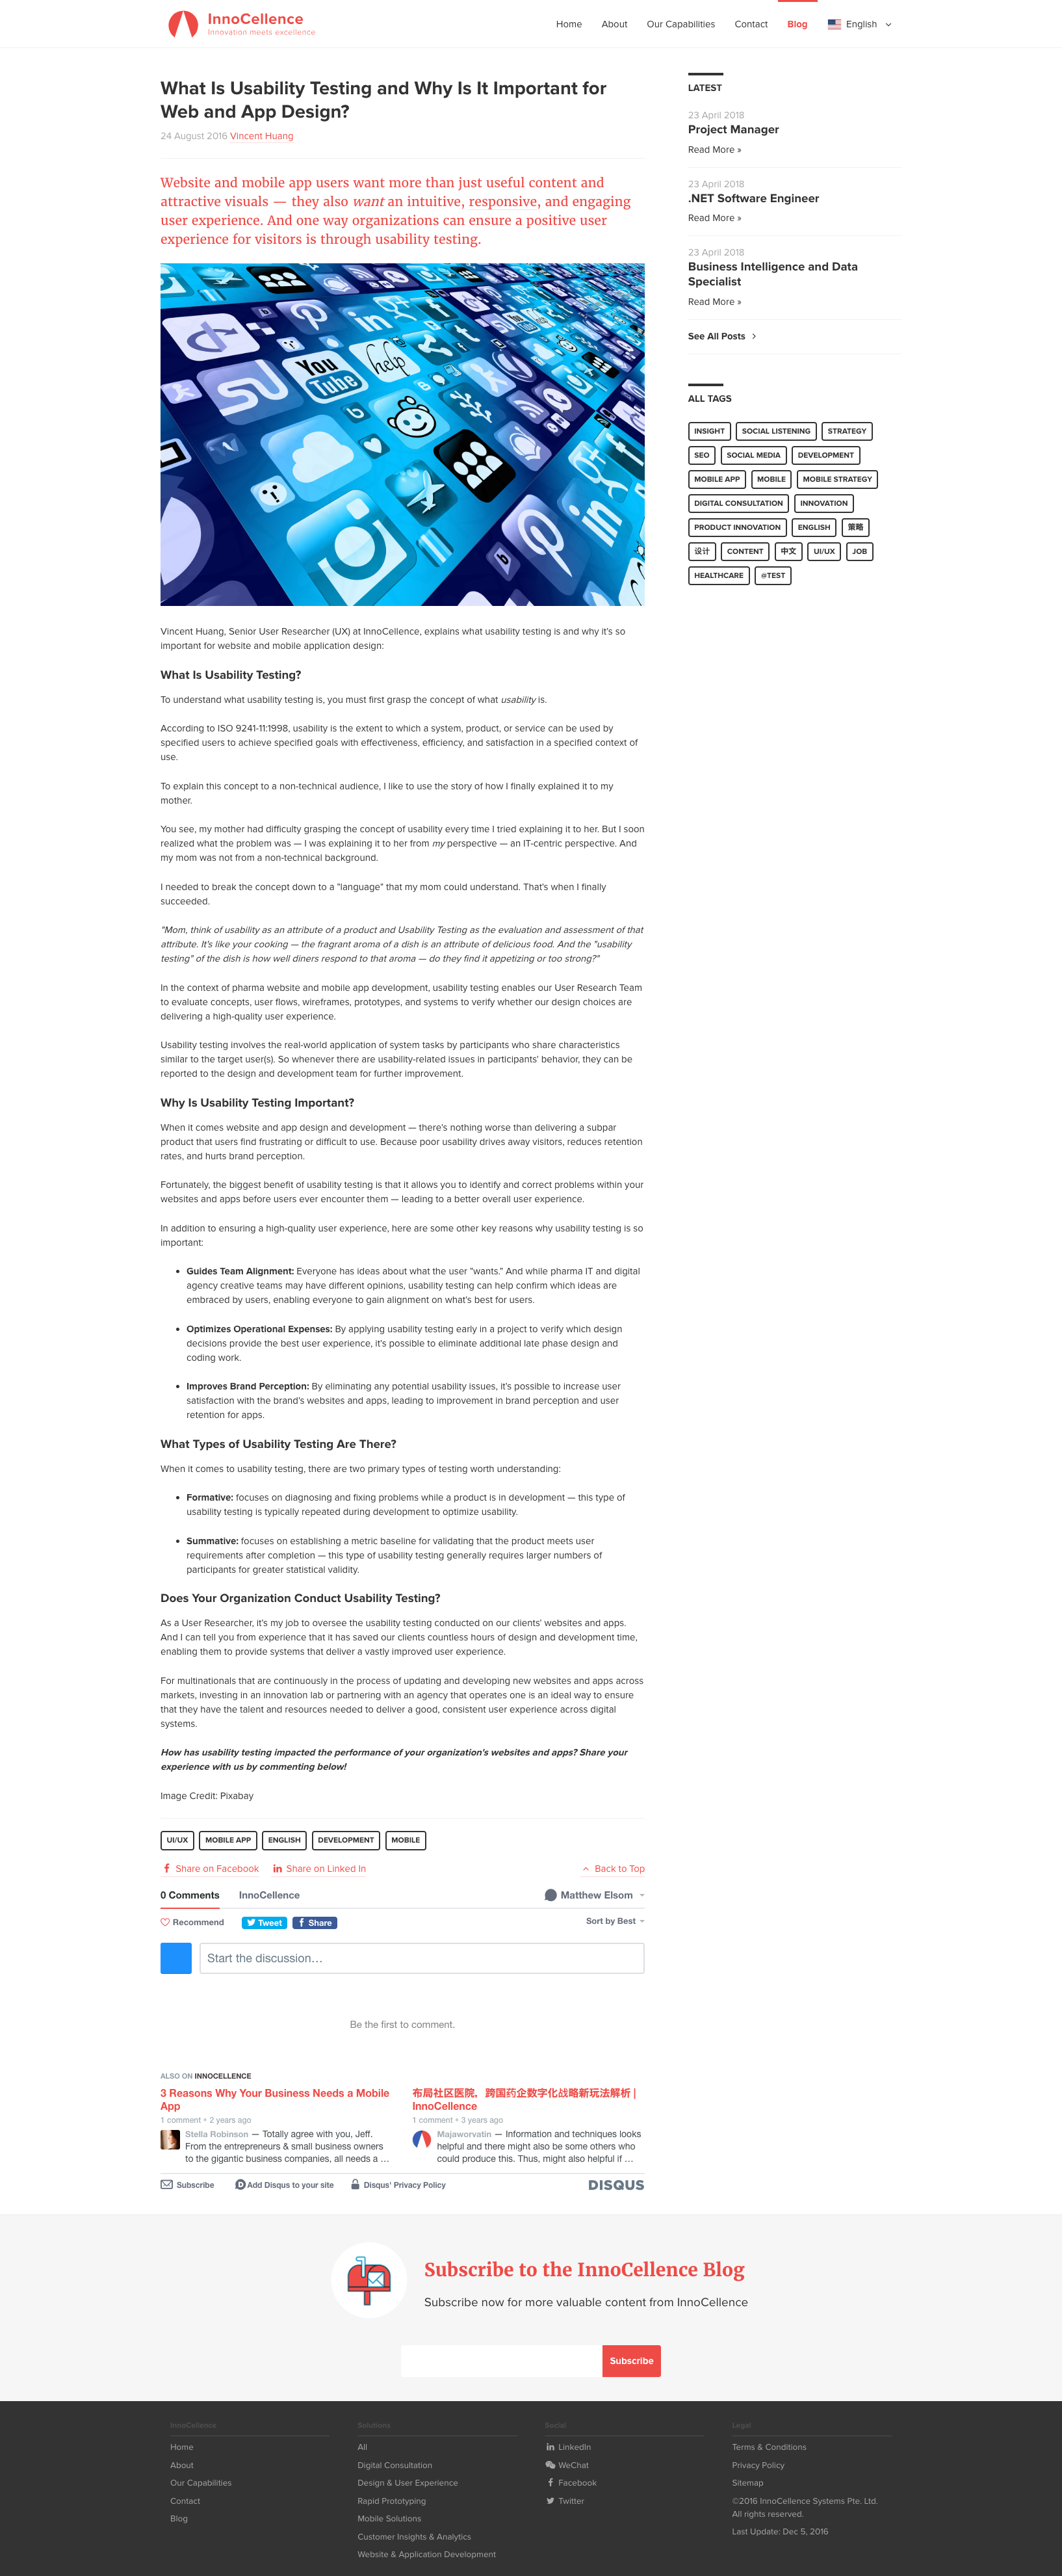 InnoCellence
Innovation meets excellence
Home About Our Capabilities Contact Blog English
What Is Usability Testing and Why Is It Important for
Web and App Design?
24 August 2016 Vincent Huang
Website and mobile app users want more than just useful content and
attractive visuals — they also want an intuitive, responsive, and engaging
user experience. And one way organizations can ensure a positive user
experience for visitors is through usability testing.
You
Tube
help
You
in
Vincent Huang, Senior User Researcher (UX) at InnoCellence, explains what usability testing is and why it's so
important for website and mobile application design:
What Is Usability Testing?
To understand what usability testing is, you must first grasp the concept of what usability is.
According to ISO 9241-11:1998, usability is the extent to which a system, product, or service can be used by
specified users to achieve specified goals with effectiveness, efficiency, and satisfaction in a specified context of
use.
To explain this concept to a non-technical audience, I like to use the story of how I finally explained it to my
mother.
You see, my mother had difficulty grasping the concept of usability every time I tried explaining it to her. But I soon
realized what the problem was — I was explaining it to her from my perspective — an IT-centric perspective. And
my mom was not from a non-technical background.
I needed to break the concept down to a "language" that my mom could understand. That's when I finally
succeeded.
"Mom, think of usability as an attribute of a product and Usability Testing as the evaluation and assessment of that
attribute. It's like your cooking — the fragrant aroma of a dish is an attribute of delicious food. And the "usability
testing" of the dish is how well diners respond to that aroma — do they find it appetizing or too strong?"
In the context of pharma website and mobile app development, usability testing enables our User Research Team
to evaluate concepts, user flows, wireframes, prototypes, and systems to verify whether our design choices are
delivering a high-quality user experience.
Usability testing involves the real-world application of system tasks by participants who share characteristics
similar to the target user(s). So whenever there are usability-related issues in participants' behavior, they can be
reported to the design and development team for further improvement.
Why Is Usability Testing Important?
When it comes website and app design and development — there's nothing worse than delivering a subpar
product that users find frustrating or difficult to use. Because poor usability drives away visitors, reduces retention
rates, and hurts brand perception.
Fortunately, the biggest benefit of usability testing is that it allows you to identify and correct problems within your
websites and apps before users ever encounter them — leading to a better overall user experience.
In addition to ensuring a high-quality user experience, here are some other key reasons why usability testing is so
important:
• Guides Team Alignment: Everyone has ideas about what the user "wants." And while pharma IT and digital
agency creative teams may have different opinions, usability testing can help confirm which ideas are
embraced by users, enabling everyone to gain alignment on what's best for users.
• Optimizes Operational Expenses: By applying usability testing early in a project to verify which design
decisions provide the best user experience, it's possible to eliminate additional late phase design and
coding work.
• Improves Brand Perception: By eliminating any potential usability issues, it's possible to increase user
satisfaction with the brand's websites and apps, leading to improvement in brand perception and user
retention for apps.
What Types of Usability Testing Are There?
When it comes to usability testing, there are two primary types of testing worth understanding:
• Formative: focuses on diagnosing and fixing problems while a product is in development — this type of
usability testing is typically repeated during development to optimize usability.
• Summative: focuses on establishing a metric baseline for validating that the product meets user
requirements after completion — this type of usability testing generally requires larger numbers of
participants for greater statistical validity.
Does Your Organization Conduct Usability Testing?
As a User Researcher, it's my job to oversee the usability testing conducted on our clients' websites and apps.
And I can tell you from experience that it has saved our clients countless hours of design and development time,
enabling them to provide systems that deliver a vastly improved user experience.
For multinationals that are continuously in the process of updating and developing new websites and apps across
markets, investing in an innovation lab or partnering with an agency that operates one is an ideal way to ensure
that they have the talent and resources needed to deliver a good, consistent user experience across digital
systems.
How has usability testing impacted the performance of your organization's websites and apps? Share your
experience with us by commenting below!
Image Credit: Pixabay
UI/UX MOBILE APP ENGLISH DEVELOPMENT MOBILE
Share on Facebook Share on Linked In Back to Top
0 Comments InnoCellence Matthew Elsom
Recommend Tweet Share Sort by Best
Start the discussion…
Be the first to comment.
ALSO ON INNOCELLENCE
3 Reasons Why Your Business Needs a Mobile
App
1 comment • 2 years ago
Stella Robinson — Totally agree with you, Jeff.
From the entrepreneurs & small business owners
to the gigantic business companies, all needs a …
布局社区医院，跨国药企数字化战略新玩法解析 |
InnoCellence
1 comment • 3 years ago
Majaworvatin — Information and techniques looks
helpful and there might also be some others who
could produce this. Thus, might also helpful if …
Subscribe Add Disqus to your site Disqus' Privacy Policy DISQUS
LATEST
23 April 2018
Project Manager
Read More »
23 April 2018
.NET Software Engineer
Read More »
23 April 2018
Business Intelligence and Data
Specialist
Read More »
See All Posts
ALL TAGS
INSIGHT SOCIAL LISTENING STRATEGY
SEO SOCIAL MEDIA DEVELOPMENT
MOBILE APP MOBILE MOBILE STRATEGY
DIGITAL CONSULTATION INNOVATION
PRODUCT INNOVATION ENGLISH 策略
设计 CONTENT 中文 UI/UX JOB
HEALTHCARE @TEST
Subscribe to the InnoCellence Blog
Subscribe now for more valuable content from InnoCellence
Subscribe
InnoCellence
Home
About
Our Capabilities
Contact
Blog
Solutions
All
Digital Consultation
Design & User Experience
Rapid Prototyping
Mobile Solutions
Customer Insights & Analytics
Website & Application Development
Social
LinkedIn
WeChat
Facebook
Twitter
Legal
Terms & Conditions
Privacy Policy
Sitemap
©2016 InnoCellence Systems Pte. Ltd.
All rights reserved.
Last Update: Dec 5, 2016